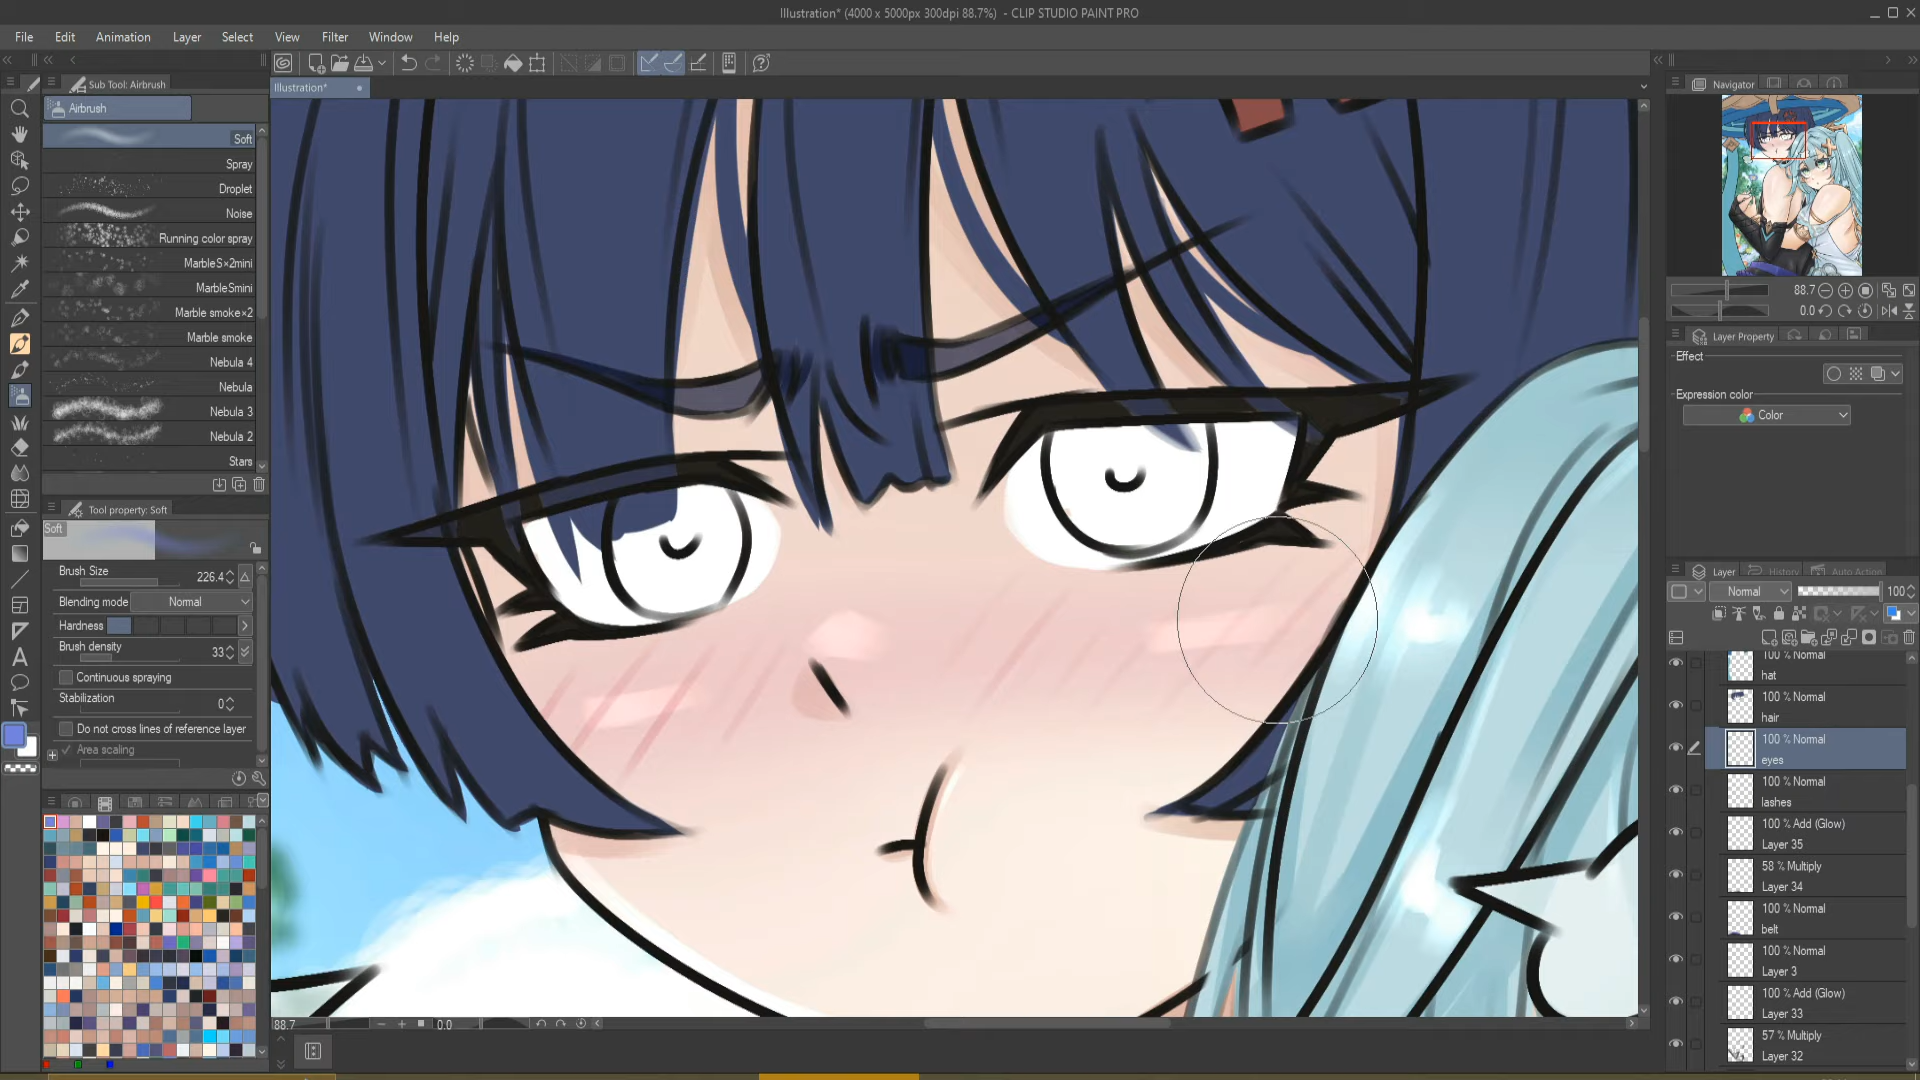 Illustration* (4000 x 5000px 300dpi 88.7%) - CLIP STUDIO PAINT PRO
File Edit Animation Layer Select View Filter Window Help
Sub Tool: Airbrush
Airbrush
Soft
Spray
Droplet
Noise
Running color spray
MarbleS×2mini
MarbleSmini
Marble smoke×2
Marble smoke
Nebula 4
Nebula
Nebula 3
Nebula 2
Stars
Tool property: Soft
Soft
Brush Size 226.4
Blending mode Normal
Hardness
Brush density 33
Continuous spraying
Stabilization 0
Do not cross lines of reference layer
Area scaling
Illustration*
88.7 0.0
Navigator
88.7
0.0
Layer Property
Effect
Expression color
Color
Layer History Auto Action
Normal 100
100 % Normal
hat
100 % Normal
hair
100 % Normal
eyes
100 % Normal
lashes
100 % Add (Glow)
Layer 35
58 % Multiply
Layer 34
100 % Normal
belt
100 % Normal
Layer 3
100 % Add (Glow)
Layer 33
57 % Multiply
Layer 32